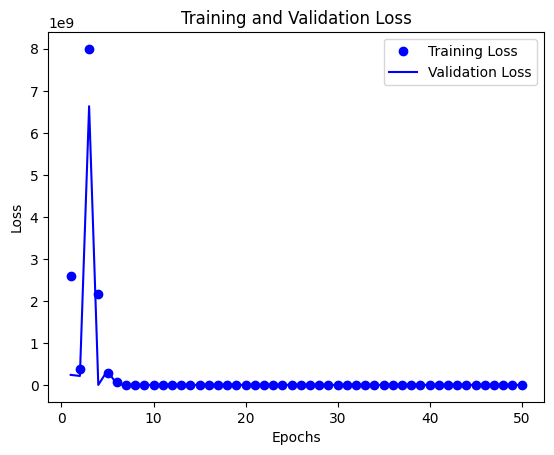 Training and Validation Loss
1e9
Training Loss
Validation Loss
8
7
6
5
4
3
2
1
0
Loss
0 10 20 30 40 50
Epochs